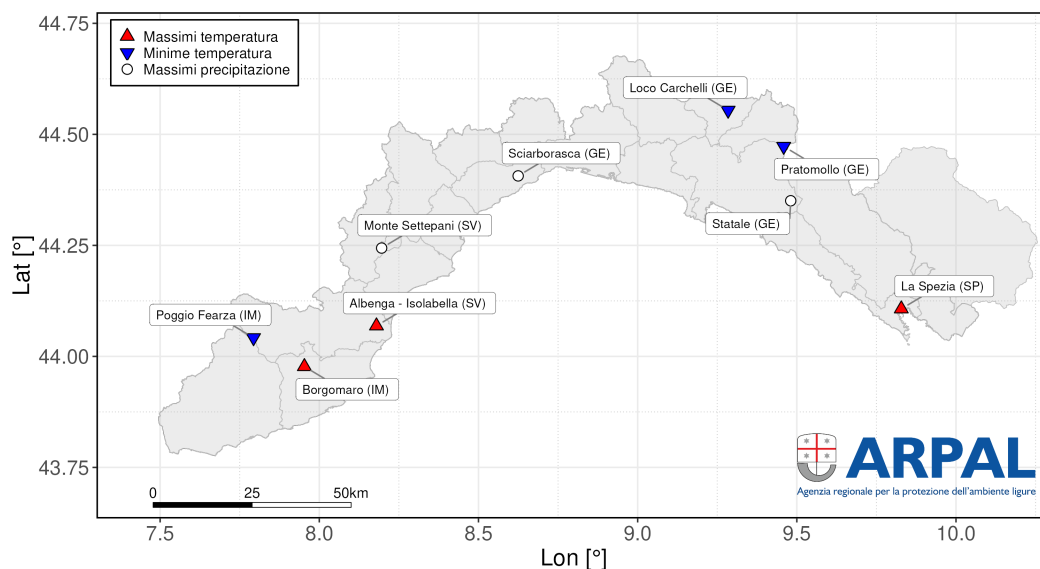 Massimi temperatura
Minime temperatura
Massimi precipitazione
Loco Carchelli (GE)
Sciarborasca (GE)
Pratomollo (GE)
Monte Settepani (SV)
Statale (GE)
La Spezia (SP)
Albenga - Isolabella (SV)
Poggio Fearza (IM)
Borgomaro (IM)
44.75
44.50
44.25
44.00
43.75
Lat [°]
0 25 50km
ARPAL
Agenzia regionale per la protezione dell'ambiente ligure
7.5 8.0 8.5 9.0 9.5 10.0
Lon [°]